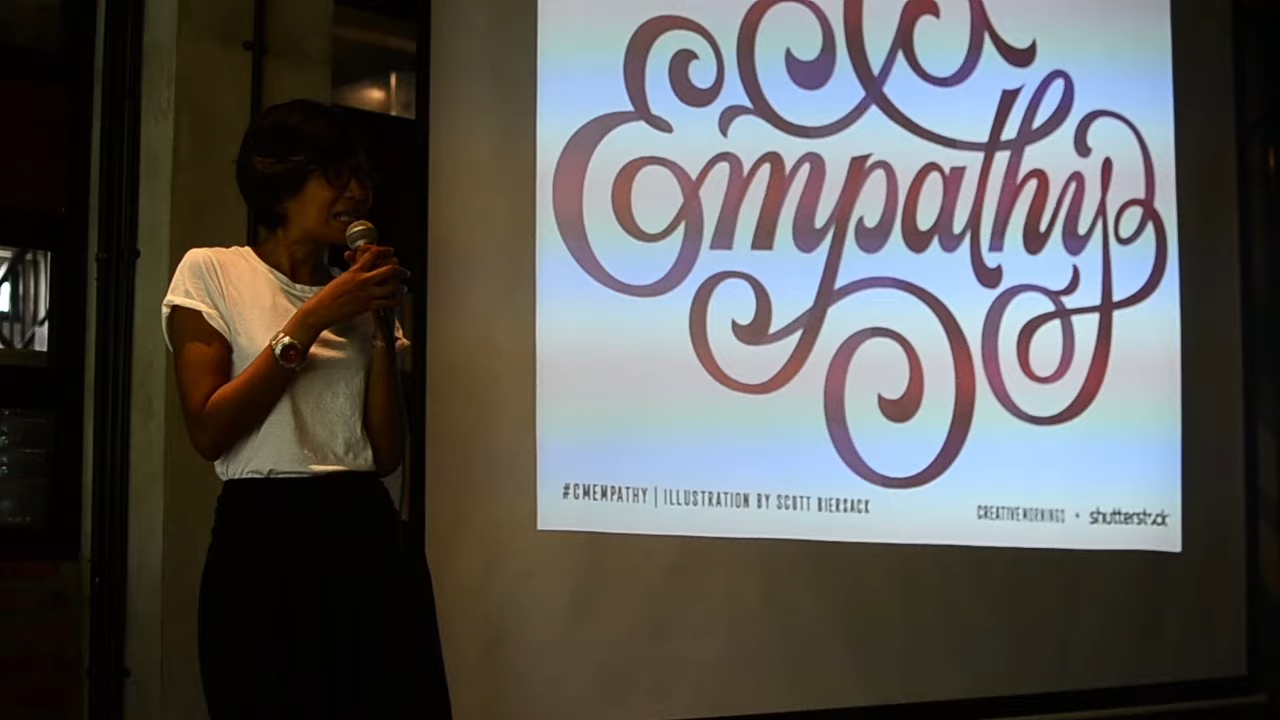 Empathy
#CMEMPATHY | ILLUSTRATION BY SCOTT BIERSACK
CREATIVEMORNINGS + shutterstock